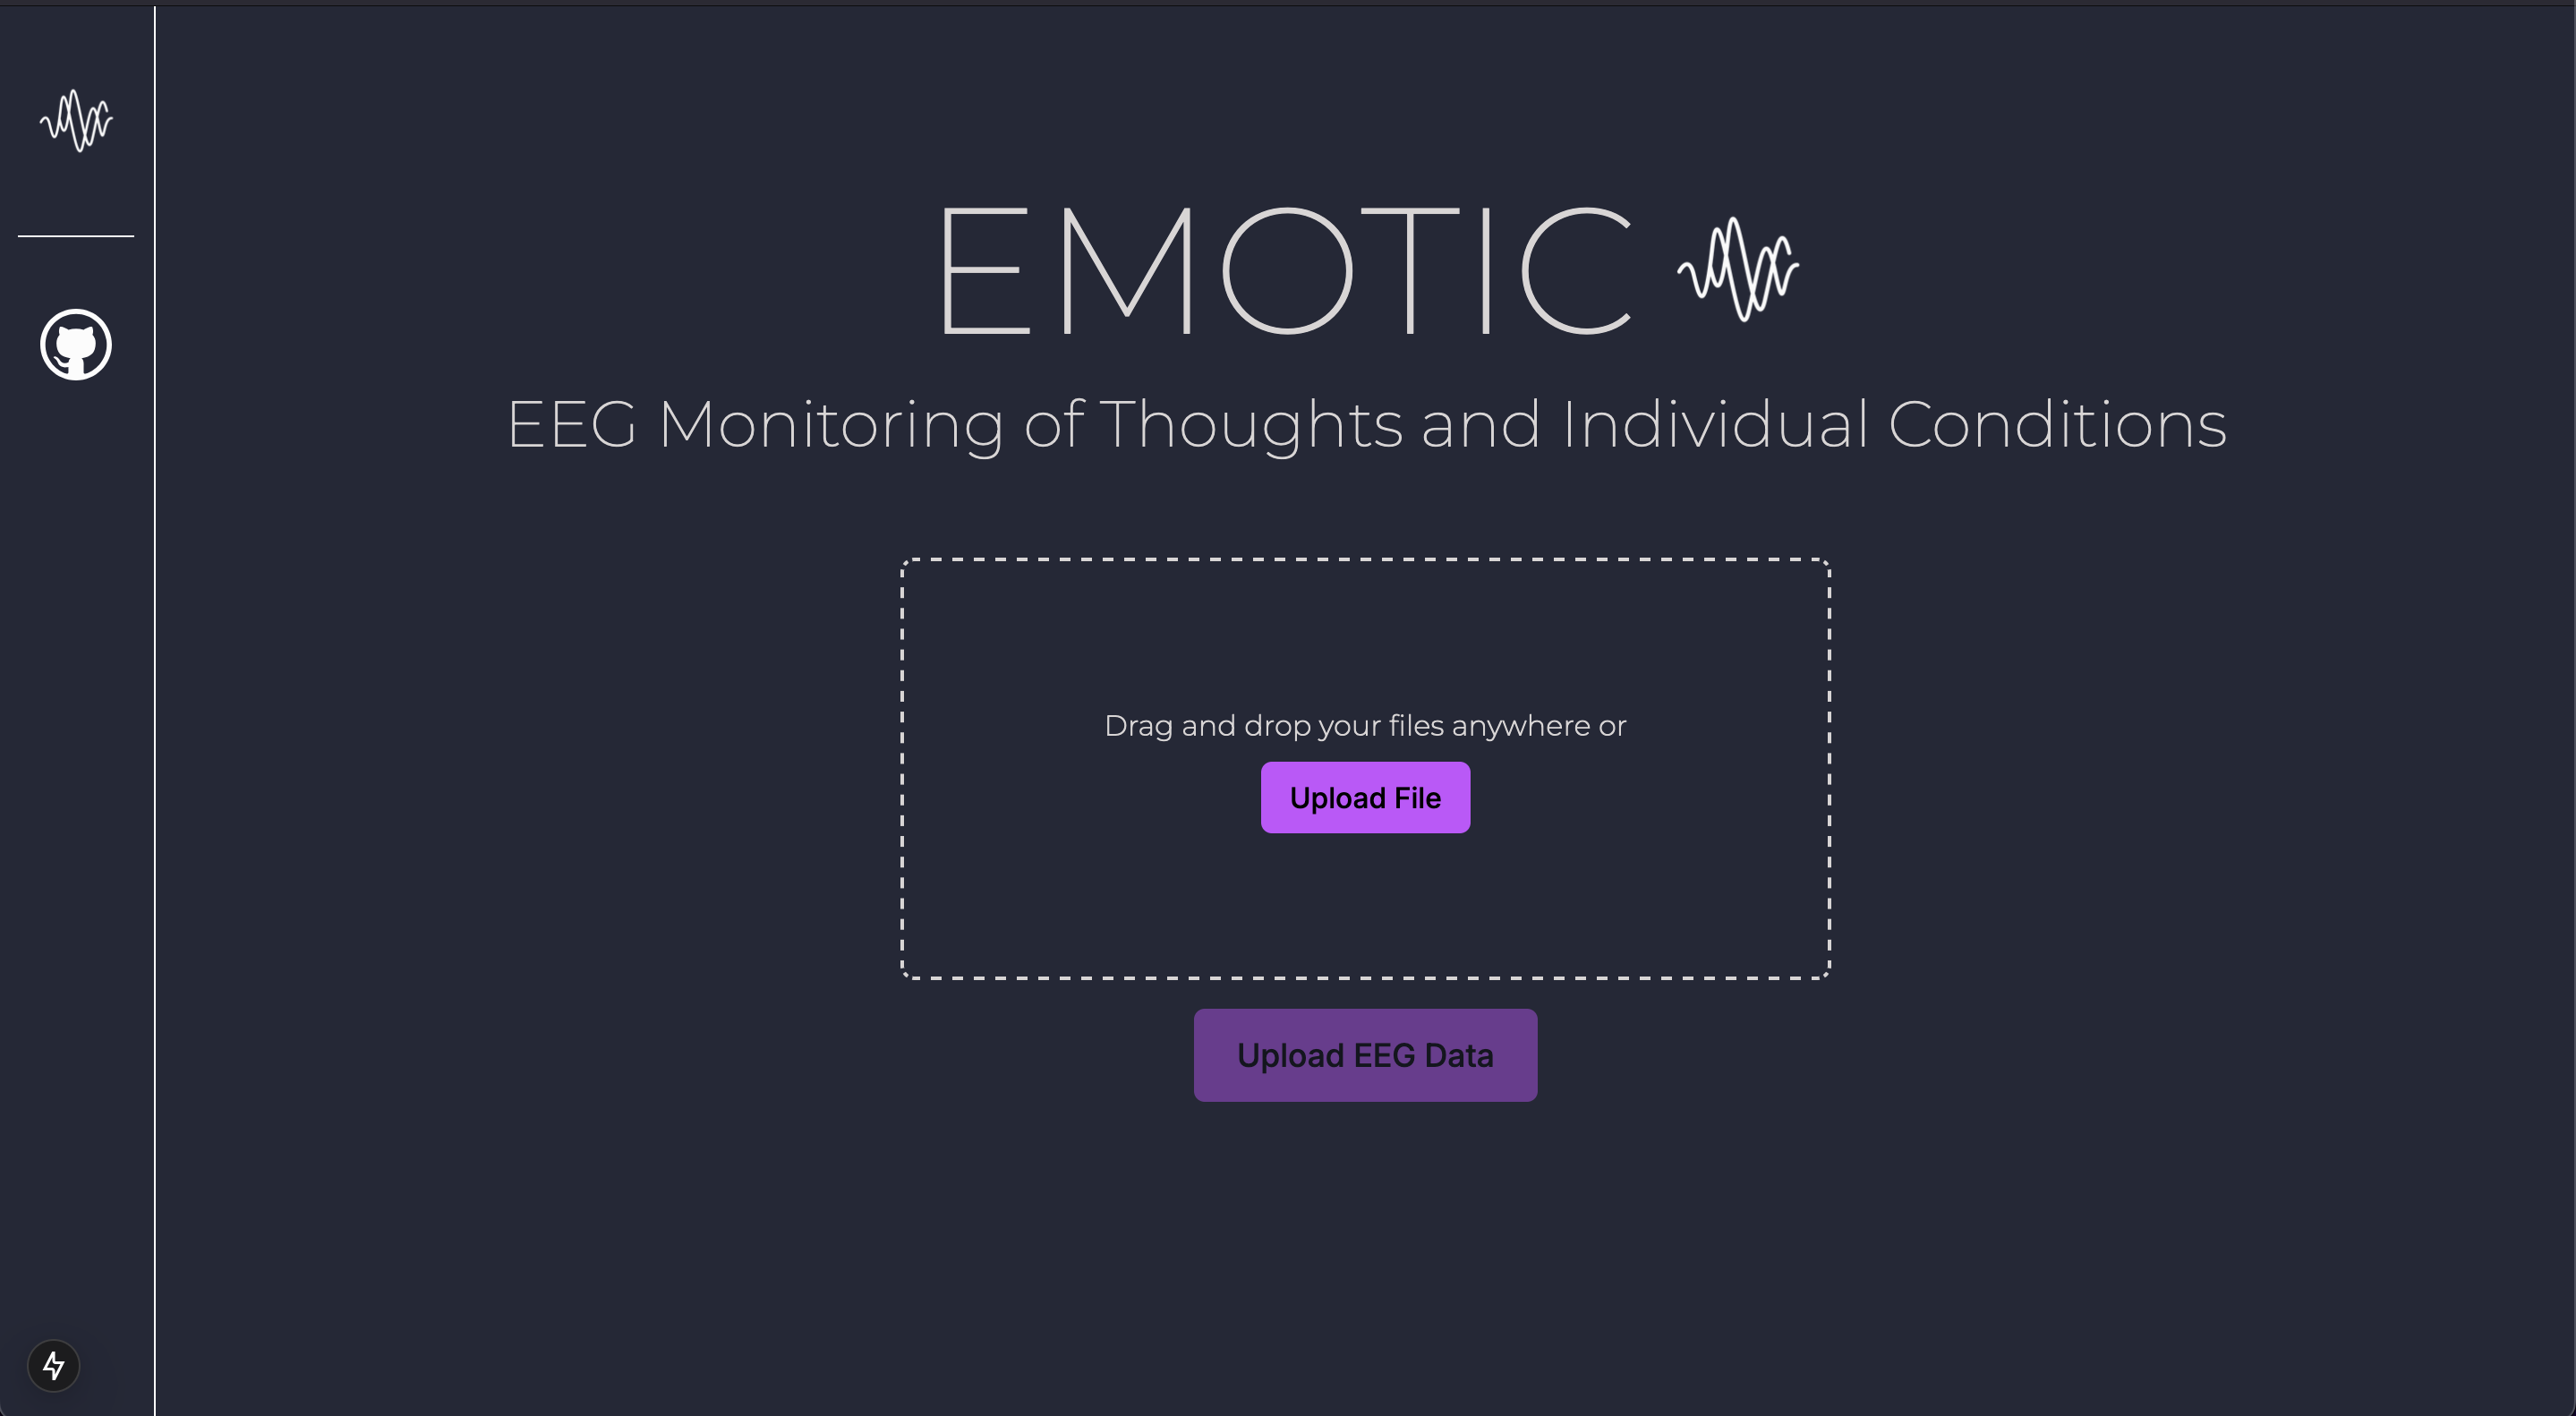 EMOTIC
EEG Monitoring of Thoughts and Individual Conditions
Drag and drop your files anywhere or
Upload File
Upload EEG Data